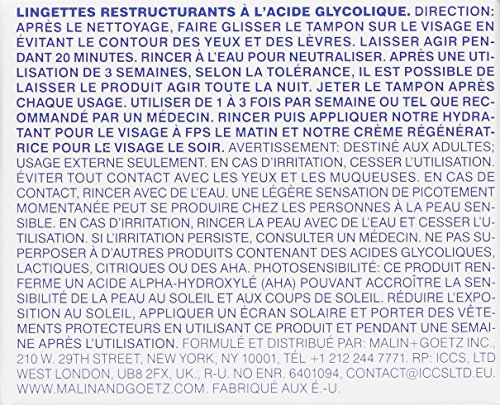 LINGETTES RESTRUCTURANTS À L'ACIDE GLYCOLIQUE. DIRECTION:
APRÈS LE NETTOYAGE, FAIRE GLISSER LE TAMPON SUR LE VISAGE EN
ÉVITANT LE CONTOUR DES YEUX ET DES LÈVRES. LAISSER AGIR PEN-
DANT 20 MINUTES. RINCER À L'EAU POUR NEUTRALISER. APRÈS UNE UTI-
LISATION DE 3 SEMAINES, SELON LA TOLÉRANCE, IL EST POSSIBLE DE
LAISSER LE PRODUIT AGIR TOUTE LA NUIT. JETER LE TAMPON APRÈS
CHAQUE USAGE. UTILISER DE 1 À 3 FOIS PAR SEMAINE OU TEL QUE RE-
COMMANDÉ PAR UN MÉDECIN. RINCER PUIS APPLIQUER NOTRE HYDRA-
TANT POUR LE VISAGE À FPS LE MATIN ET NOTRE CRÈME RÉGÉNÉRAT-
RICE POUR LE VISAGE LE SOIR. AVERTISSEMENT: DESTINÉ AUX ADULTES;
USAGE EXTERNE SEULEMENT. EN CAS D'IRRITATION, CESSER L'UTILISATION.
ÉVITER TOUT CONTACT AVEC LES YEUX ET LES MUQUEUSES. EN CAS DE
CONTACT, RINCER AVEC DE L'EAU. UNE LÉGÈRE SENSATION DE PICOTEMENT
MOMENTANÉE PEUT SE PRODUIRE CHEZ LES PERSONNES À LA PEAU SEN-
SIBLE. EN CAS D'IRRITATION, RINCER LA PEAU AVEC DE L'EAU ET CESSER L'U-
TILISATION. SI L'IRRITATION PERSISTE, CONSULTER UN MÉDECIN. NE PAS SU-
PERPOSER À D'AUTRES PRODUITS CONTENANT DES ACIDES GLYCOLIQUES,
LACTIQUES, CITRIQUES OU DES AHA. PHOTOSENSIBILITÉ: CE PRODUIT REN-
FERME UN ACIDE ALPHA-HYDROXYLÉ (AHA) POUVANT ACCROÎTRE LA SEN-
SIBILITÉ DE LA PEAU AU SOLEIL ET AUX COUPS DE SOLEIL. RÉDUIRE L'EXPO-
SITION AU SOLEIL, APPLIQUER UN ÉCRAN SOLAIRE ET PORTER DES VÊTE-
MENTS PROTECTEURS EN UTILISANT CE PRODUIT ET PENDANT UNE SEMAI-
NE APRÈS L'UTILISATION. FORMULÉ ET DISTRIBUÉ PAR: MALIN+GOETZ INC.,
210 W. 29TH STREET, NEW YORK, NY, 10001, TÉL +1 212 244 7771. RP: ICCS, LTD
WEST LONDON, UB8 2FX, UK., R-U NO EREG. 6401094, CONTACT@ICCSLTD.EU
WWW.MALINANDGOETZ.COM. FABRIQUÉ AUX É.-U.